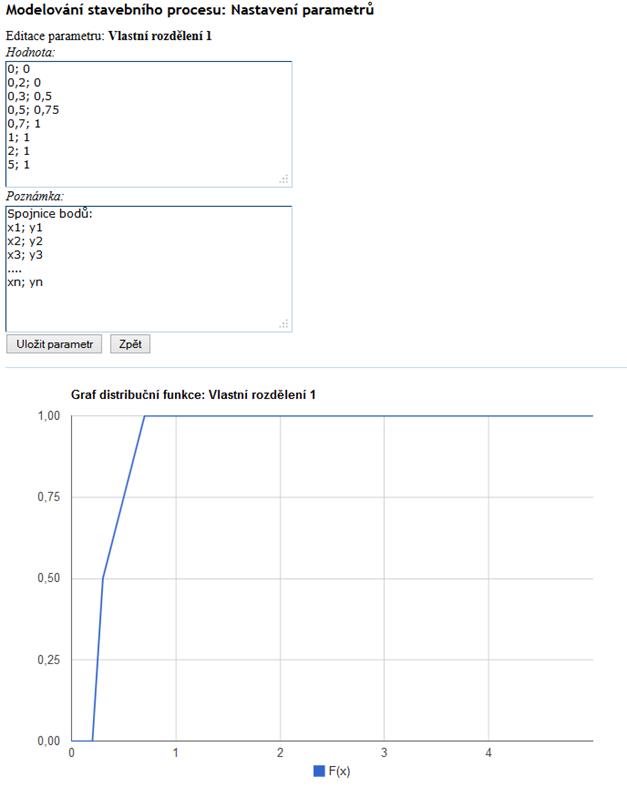 Modelování stavebního procesu: Nastavení parametrů
Editace parametru: Vlastní rozdělení 1
Hodnota:
0; 0
0,2; 0
0,3; 0,5
0,5; 0,75
0,7; 1
1; 1
2; 1
5; 1
Poznámka:
Spojnice bodů:
x1; y1
x2; y2
x3; y3
....
xn; yn
Uložit parametr Zpět
Graf distribuční funkce: Vlastní rozdělení 1
1,00
0,75
0,50
0,25
0,00
0 1 2 3 4
F(x)